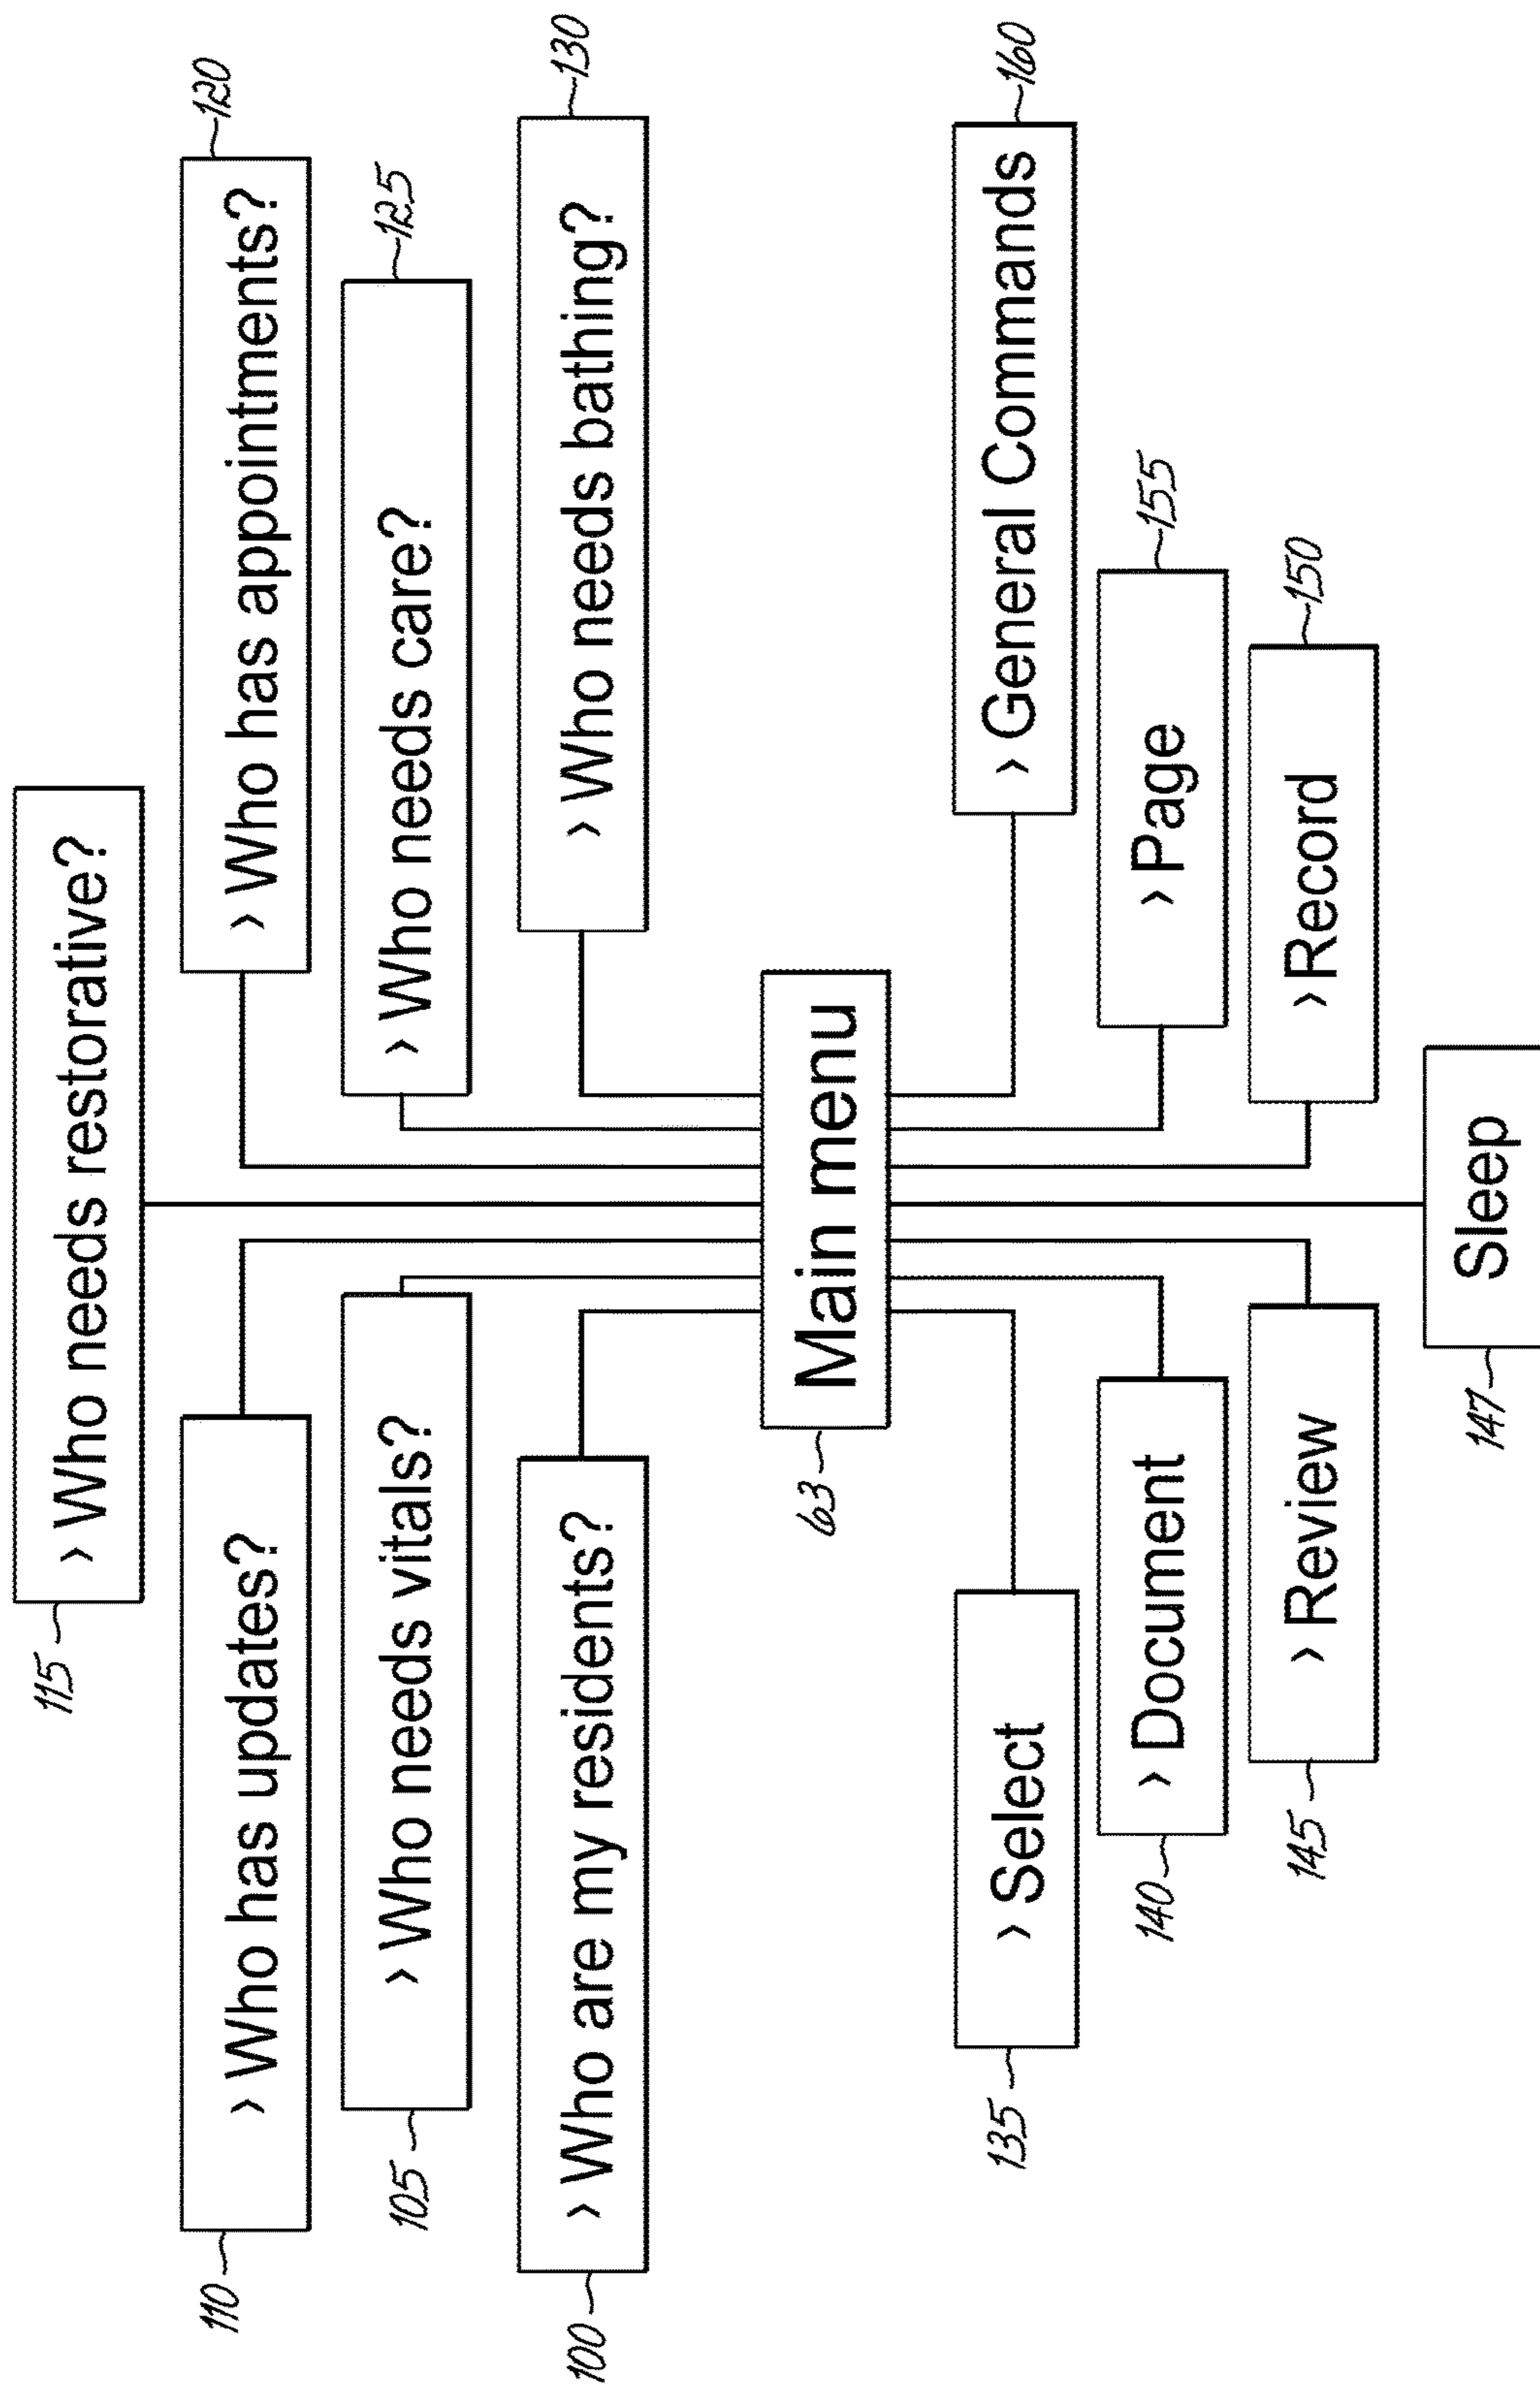 115
› Who needs restorative?
110
› Who has updates?
› Who has appointments?
120
105
› Who needs vitals?
› Who needs care?
125
100
› Who are my residents?
› Who needs bathing?
130
63
Main menu
135
› Select
› General Commands
160
140
› Document
› Page
155
145
› Review
› Record
150
147
Sleep